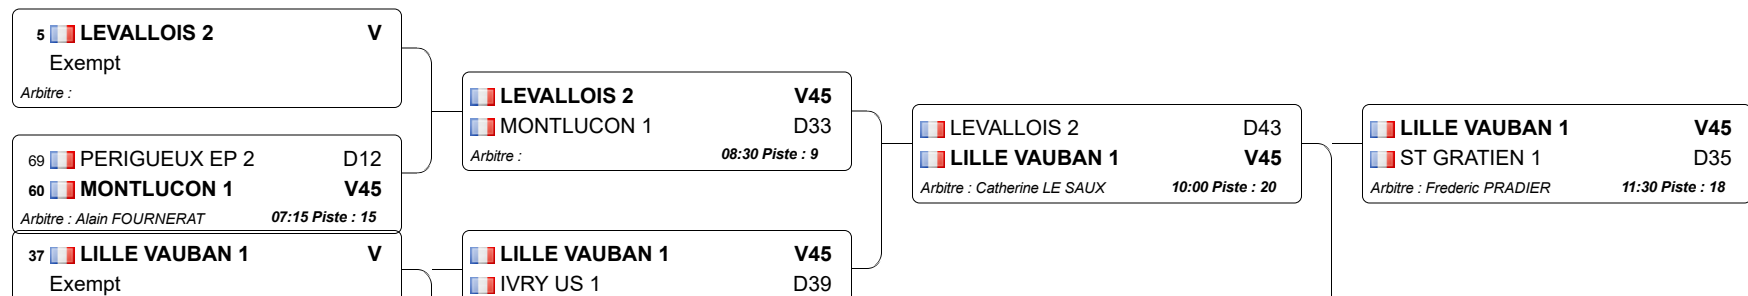 5 LEVALLOIS 2 V
Exempt
Arbitre :
69 PERIGUEUX EP 2 D12
60 MONTLUCON 1 V45
Arbitre : Alain FOURNERAT 07:15 Piste : 15
37 LILLE VAUBAN 1 V
Exempt
LEVALLOIS 2 V45
MONTLUCON 1 D33
Arbitre : 08:30 Piste : 9
LILLE VAUBAN 1 V45
IVRY US 1 D39
LEVALLOIS 2 D43
LILLE VAUBAN 1 V45
Arbitre : Catherine LE SAUX 10:00 Piste : 20
LILLE VAUBAN 1 V45
ST GRATIEN 1 D35
Arbitre : Frederic PRADIER 11:30 Piste : 18